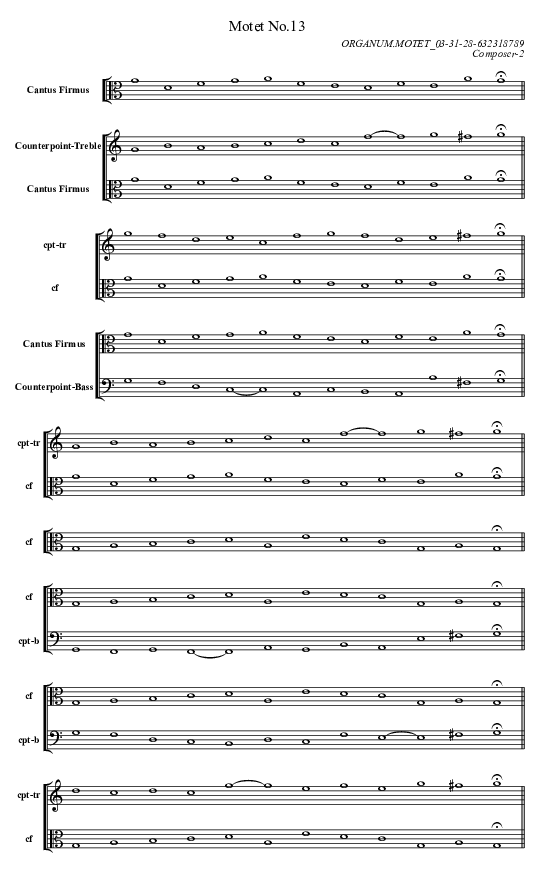 Motet No.13
ORGANUM.MOTET_03-31-28-632318789
Composer-2
Cantus Firmus
Counterpoint-Treble
Cantus Firmus
cpt-tr
cf
Cantus Firmus
Counterpoint-Bass
cpt-tr
cf
cf
cf
cpt-b
cf
cpt-b
cpt-tr
cf